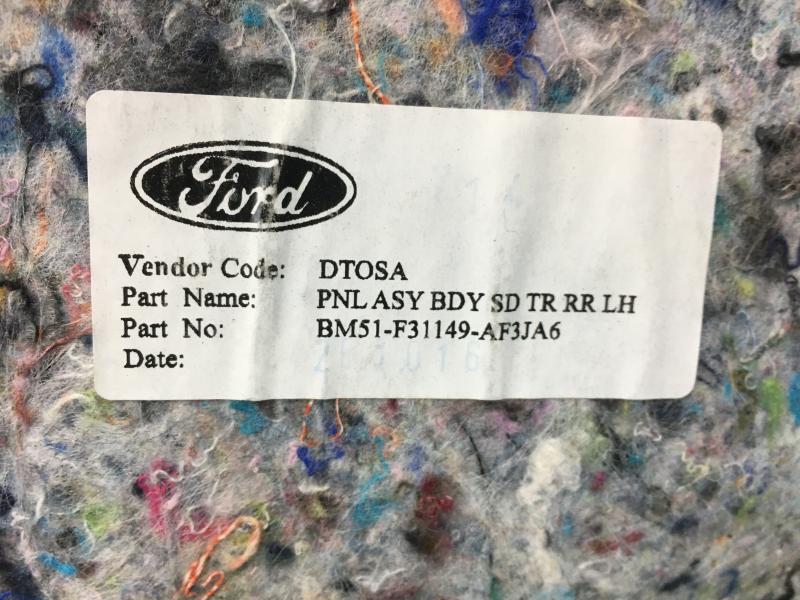 Ford
Vendor Code: DTOSA
Part Name: PNL ASY BDY SD TR RR LH
Part No: BM51-F31149-AF3JA6
Date: